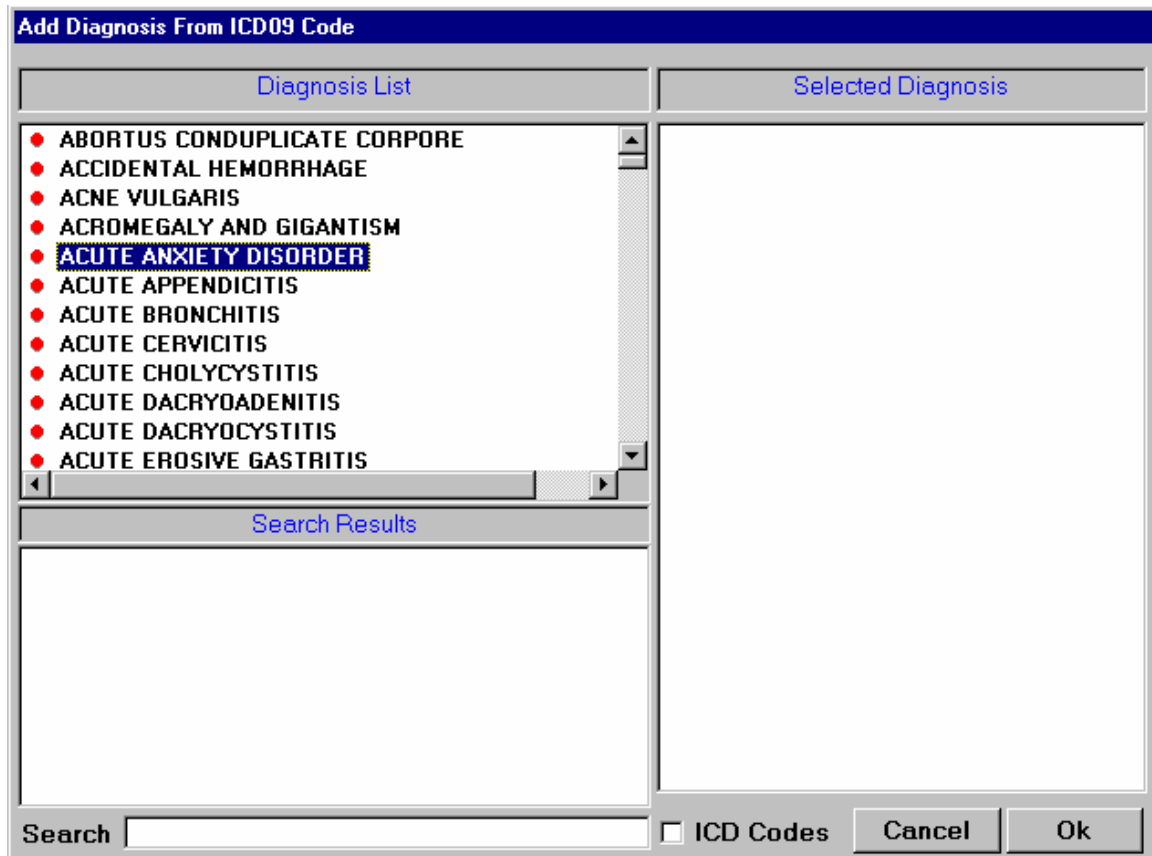 Add Diagnosis From ICD09 Code
Diagnosis List
Selected Diagnosis
ABORTUS CONDUPLICATE CORPORE
ACCIDENTAL HEMORRHAGE
ACNE VULGARIS
ACROMEGALY AND GIGANTISM
ACUTE ANXIETY DISORDER
ACUTE APPENDICITIS
ACUTE BRONCHITIS
ACUTE CERVICITIS
ACUTE CHOLYCYSTITIS
ACUTE DACRYOADENITIS
ACUTE DACRYOCYSTITIS
ACUTE EROSIVE GASTRITIS
Search Results
Search
ICD Codes
Cancel
Ok